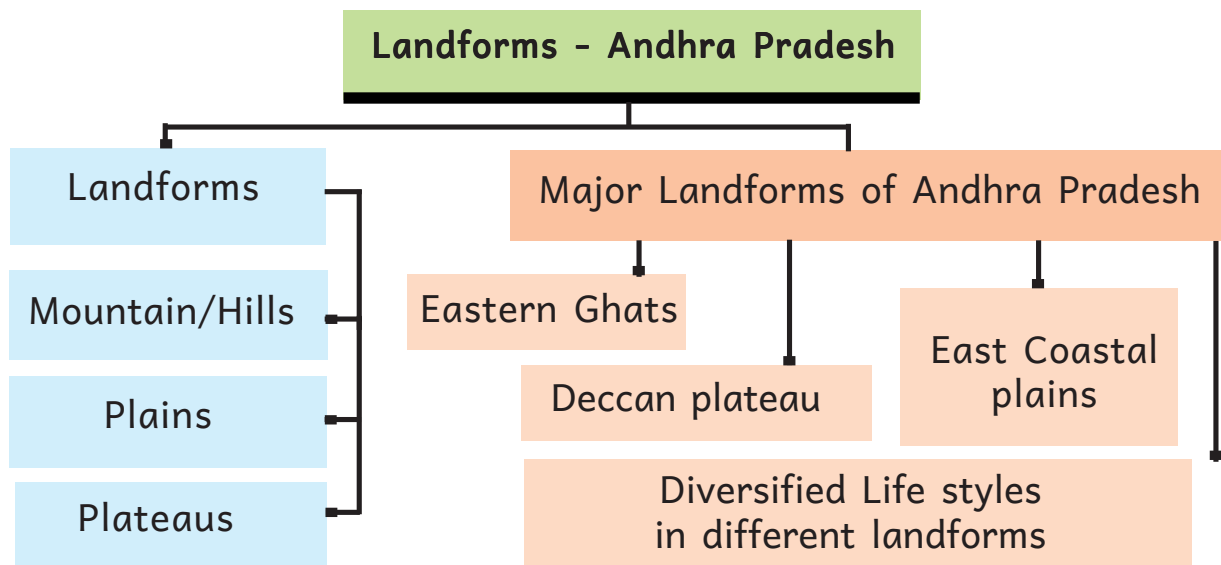 Landforms - Andhra Pradesh
Landforms
Mountain/Hills
Plains
Plateaus
Major Landforms of Andhra Pradesh
Eastern Ghats
Deccan plateau
East Coastal
plains
Diversified Life styles
in different landforms